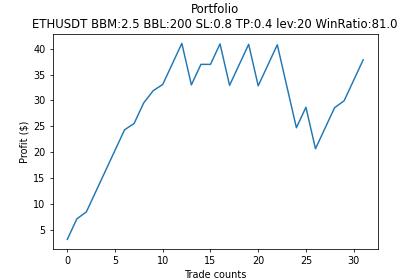 Portfolio
ETHUSDT BBM:2.5 BBL:200 SL:0.8 TP:0.4 lev:20 WinRatio:81.0
40
35
30
25
20
15
10
5
Profit ($)
0 5 10 15 20 25 30
Trade counts